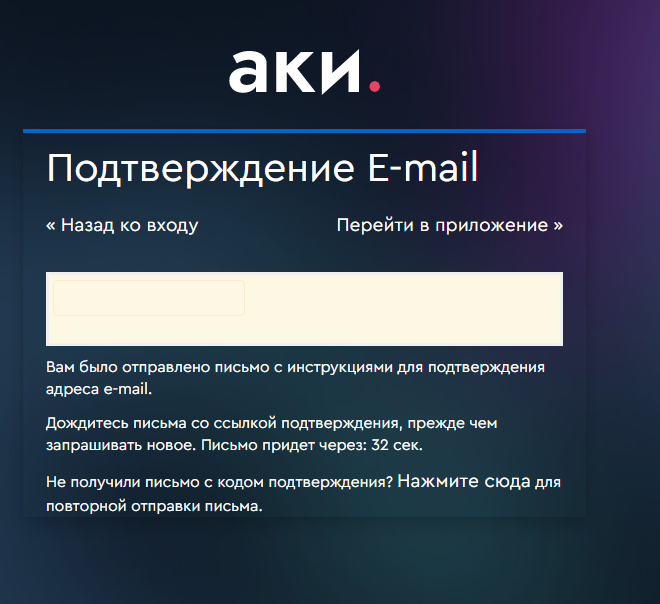 аки.
Подтверждение E-mail
« Назад ко входу
Перейти в приложение »
Вам было отправлено письмо с инструкциями для подтверждения
адреса e-mail.
Дождитесь письма со ссылкой подтверждения, прежде чем
запрашивать новое. Письмо придет через: 32 сек.
Не получили письмо с кодом подтверждения? Нажмите сюда для
повторной отправки письма.